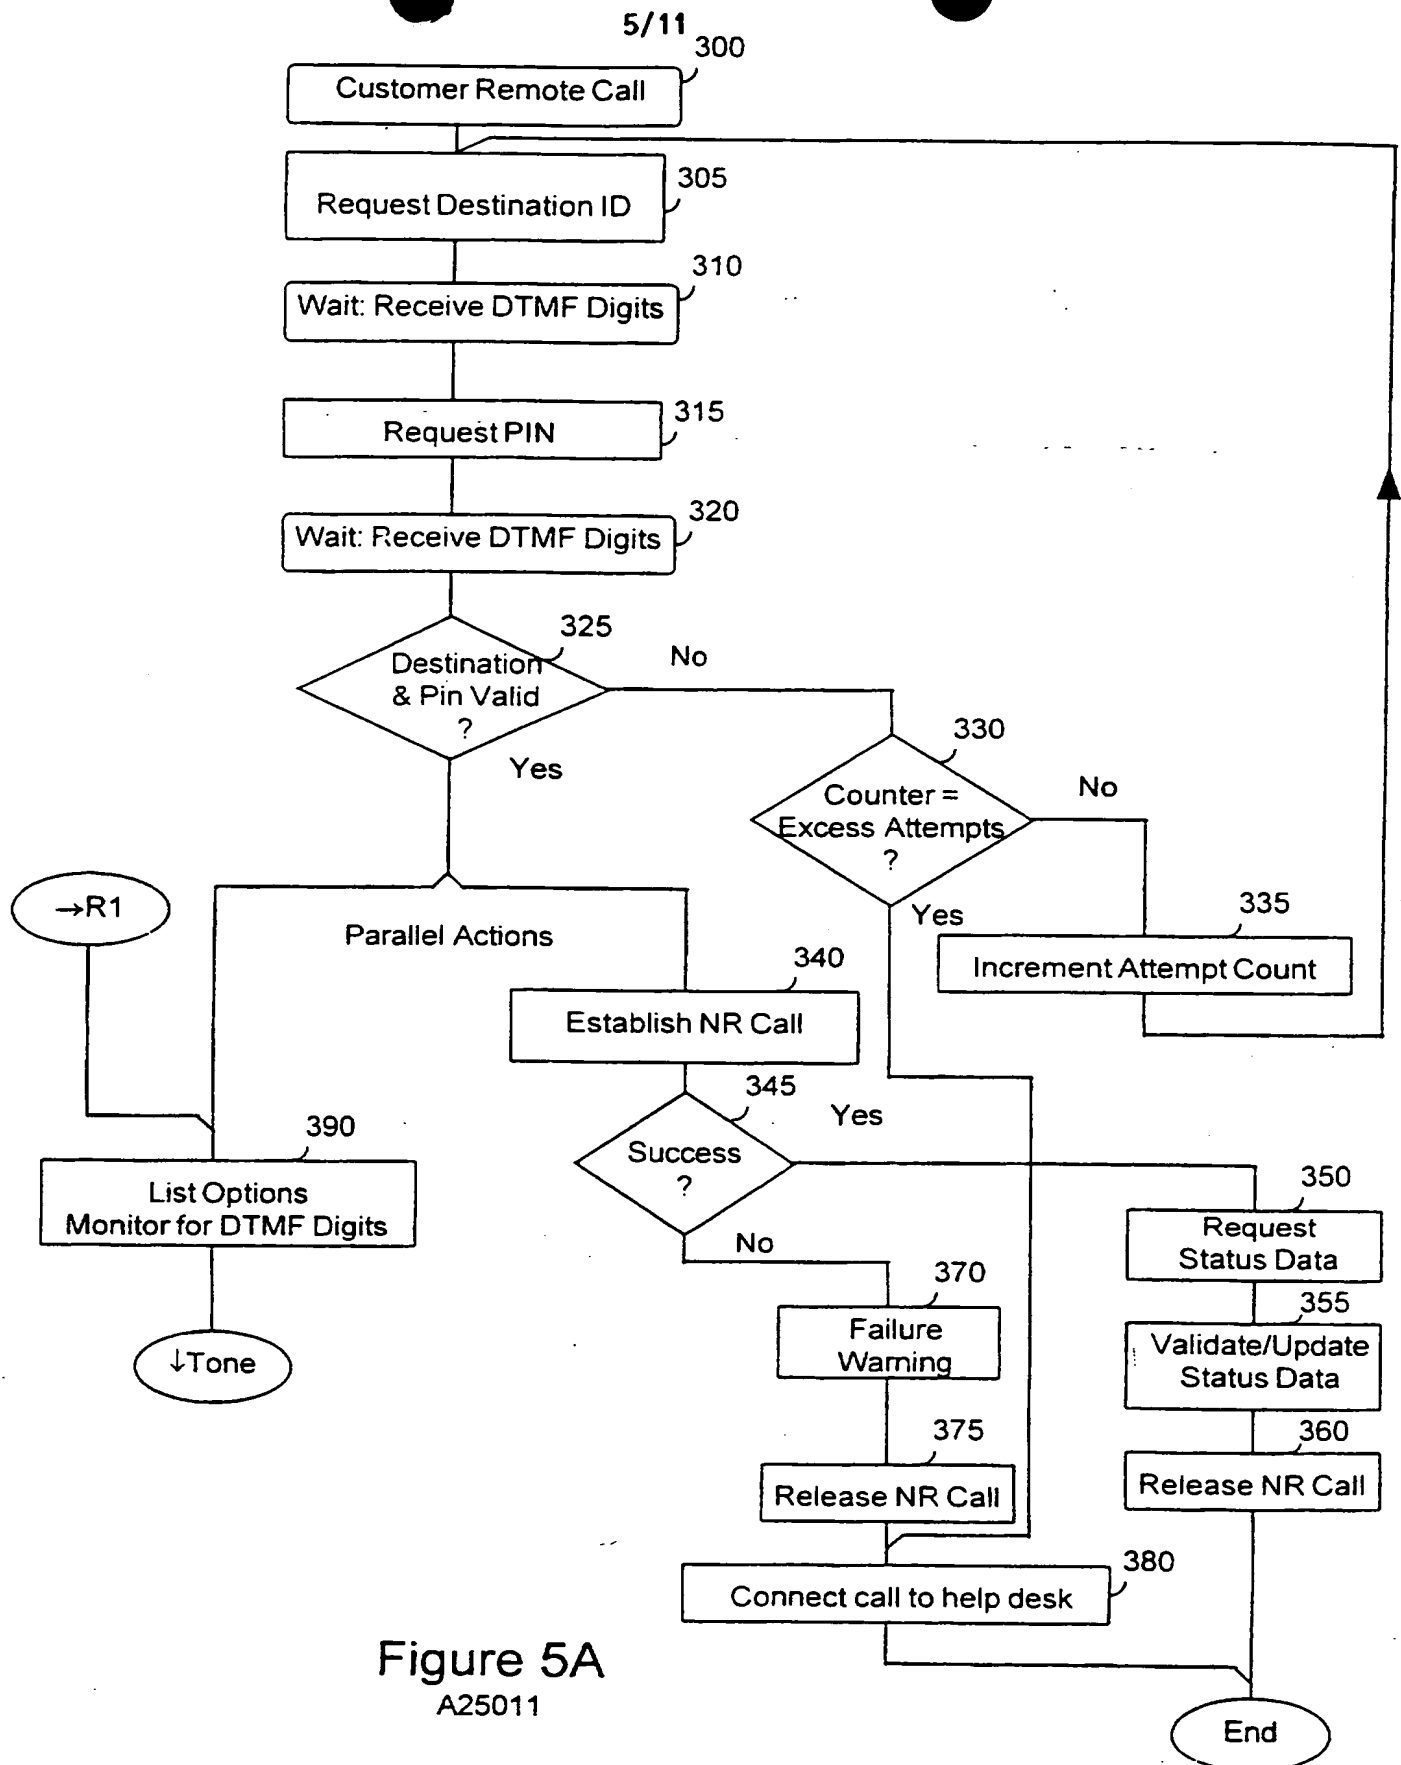 5/11
300
Customer Remote Call
305
Request Destination ID
310
Wait: Receive DTMF Digits
315
Request PIN
320
Wait: Receive DTMF Digits
325
Destination
& Pin Valid
?
No
Yes
330
Counter =
Excess Attempts
?
No
Yes
335
Increment Attempt Count
→R1
Parallel Actions
340
Establish NR Call
345
Success
?
Yes
No
390
List Options
Monitor for DTMF Digits
↓Tone
350
Request
Status Data
355
Validate/Update
Status Data
360
Release NR Call
370
Failure
Warning
375
Release NR Call
380
Connect call to help desk
End
Figure 5A
A25011